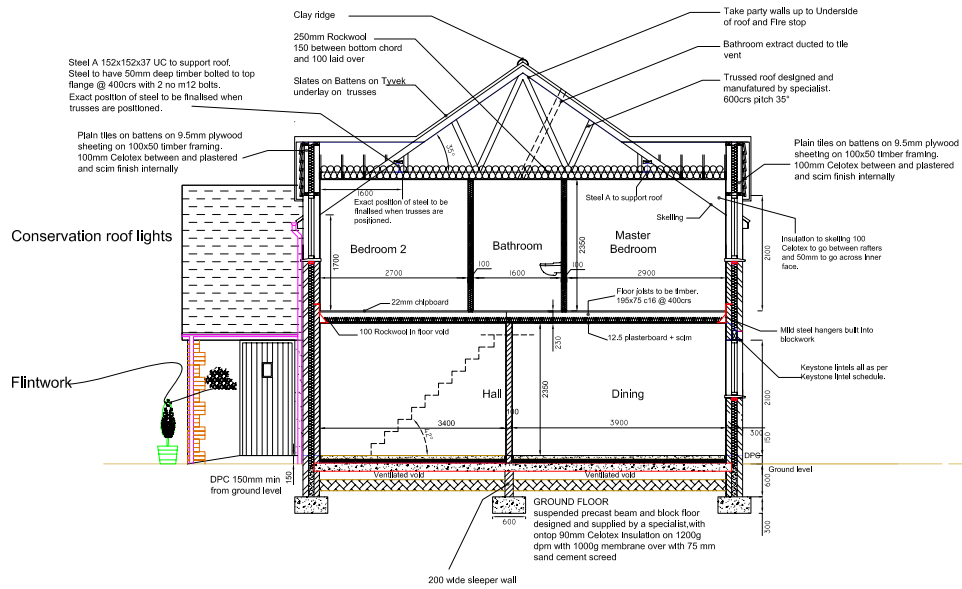 Clay ridge
250mm Rockwool
150 between bottom chord
and 100 laid over
Slates on Battens on Tyvek
underlay on trusses
Take party walls up to Underside
of roof and Fire stop
Bathroom extract ducted to tile
vent
Trussed roof designed and
manufatured by specialist.
600crs pitch 35°
Steel A 152x152x37 UC to support roof.
Steel to have 50mm deep timber bolted to top
flange @ 400crs with 2 no m12 bolts.
Exact position of steel to be finalised when
trusses are positioned.
Plain tiles on battens on 9.5mm plywood
sheeting on 100x50 timber framing.
100mm Celotex between and plastered
and scim finish internally
Plain tiles on battens on 9.5mm plywood
sheeting on 100x50 timber framing.
100mm Celotex between and plastered
and scim finish internally
35°
1600
Exact position of steel to be
finalised when trusses are
positioned.
Steel A to support roof
Skeiling
Insulation to skeiling 100
Celotex to go between rafters
and 50mm to go across inner
face.
Conservation roof lights
Bedroom 2
Bathroom
Master
Bedroom
1700
2350
2100
2700
100
1600
100
2900
22mm chipboard
Floor joists to be timber.
195x75 c16 @ 400crs
100 Rockwool in floor void
230
12.5 plasterboard + scim
Mild steel hangers built into
blockwork
Keystone lintels all as per
Keystone lintel schedule.
Flintwork
Hall
Dining
2350
2100
3400
100
3900
42°
300
150
DPC
DPC 150mm min
from ground level
150
Ventilated void
Ventilated void
Ground level
600
300
600
GROUND FLOOR
suspended precast beam and block floor
designed and supplied by a specialist,with
ontop 90mm Celotex Insulation on 1200g
dpm with 1000g membrane over with 75 mm
sand cement screed
200 wide sleeper wall